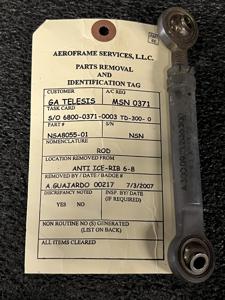 AEROFRAME SERVICES, L.L.C.
PARTS REMOVAL
AND
IDENTIFICATION TAG
CUSTOMER A/C REG
GA TELESIS MSN 0371
TASK CARD
S/O 6800-0371-0003 TD-300- 0
P/N S/N
NSA8055-01 NSN
NOMENCLATURE
ROD
LOCATION REMOVED FROM
ANTI ICE-RIB 6-8
REMOVED BY / DATE / BADGE #
A GUAJARDO 00217 7/3/2007
DISCREPANCY NOTED INSP. BY/DATE
YES NO (IF REQUIRED)
NON ROUTINE NO (S) GENERATED
(LIST ON BACK)
ALL ITEMS CLEARED